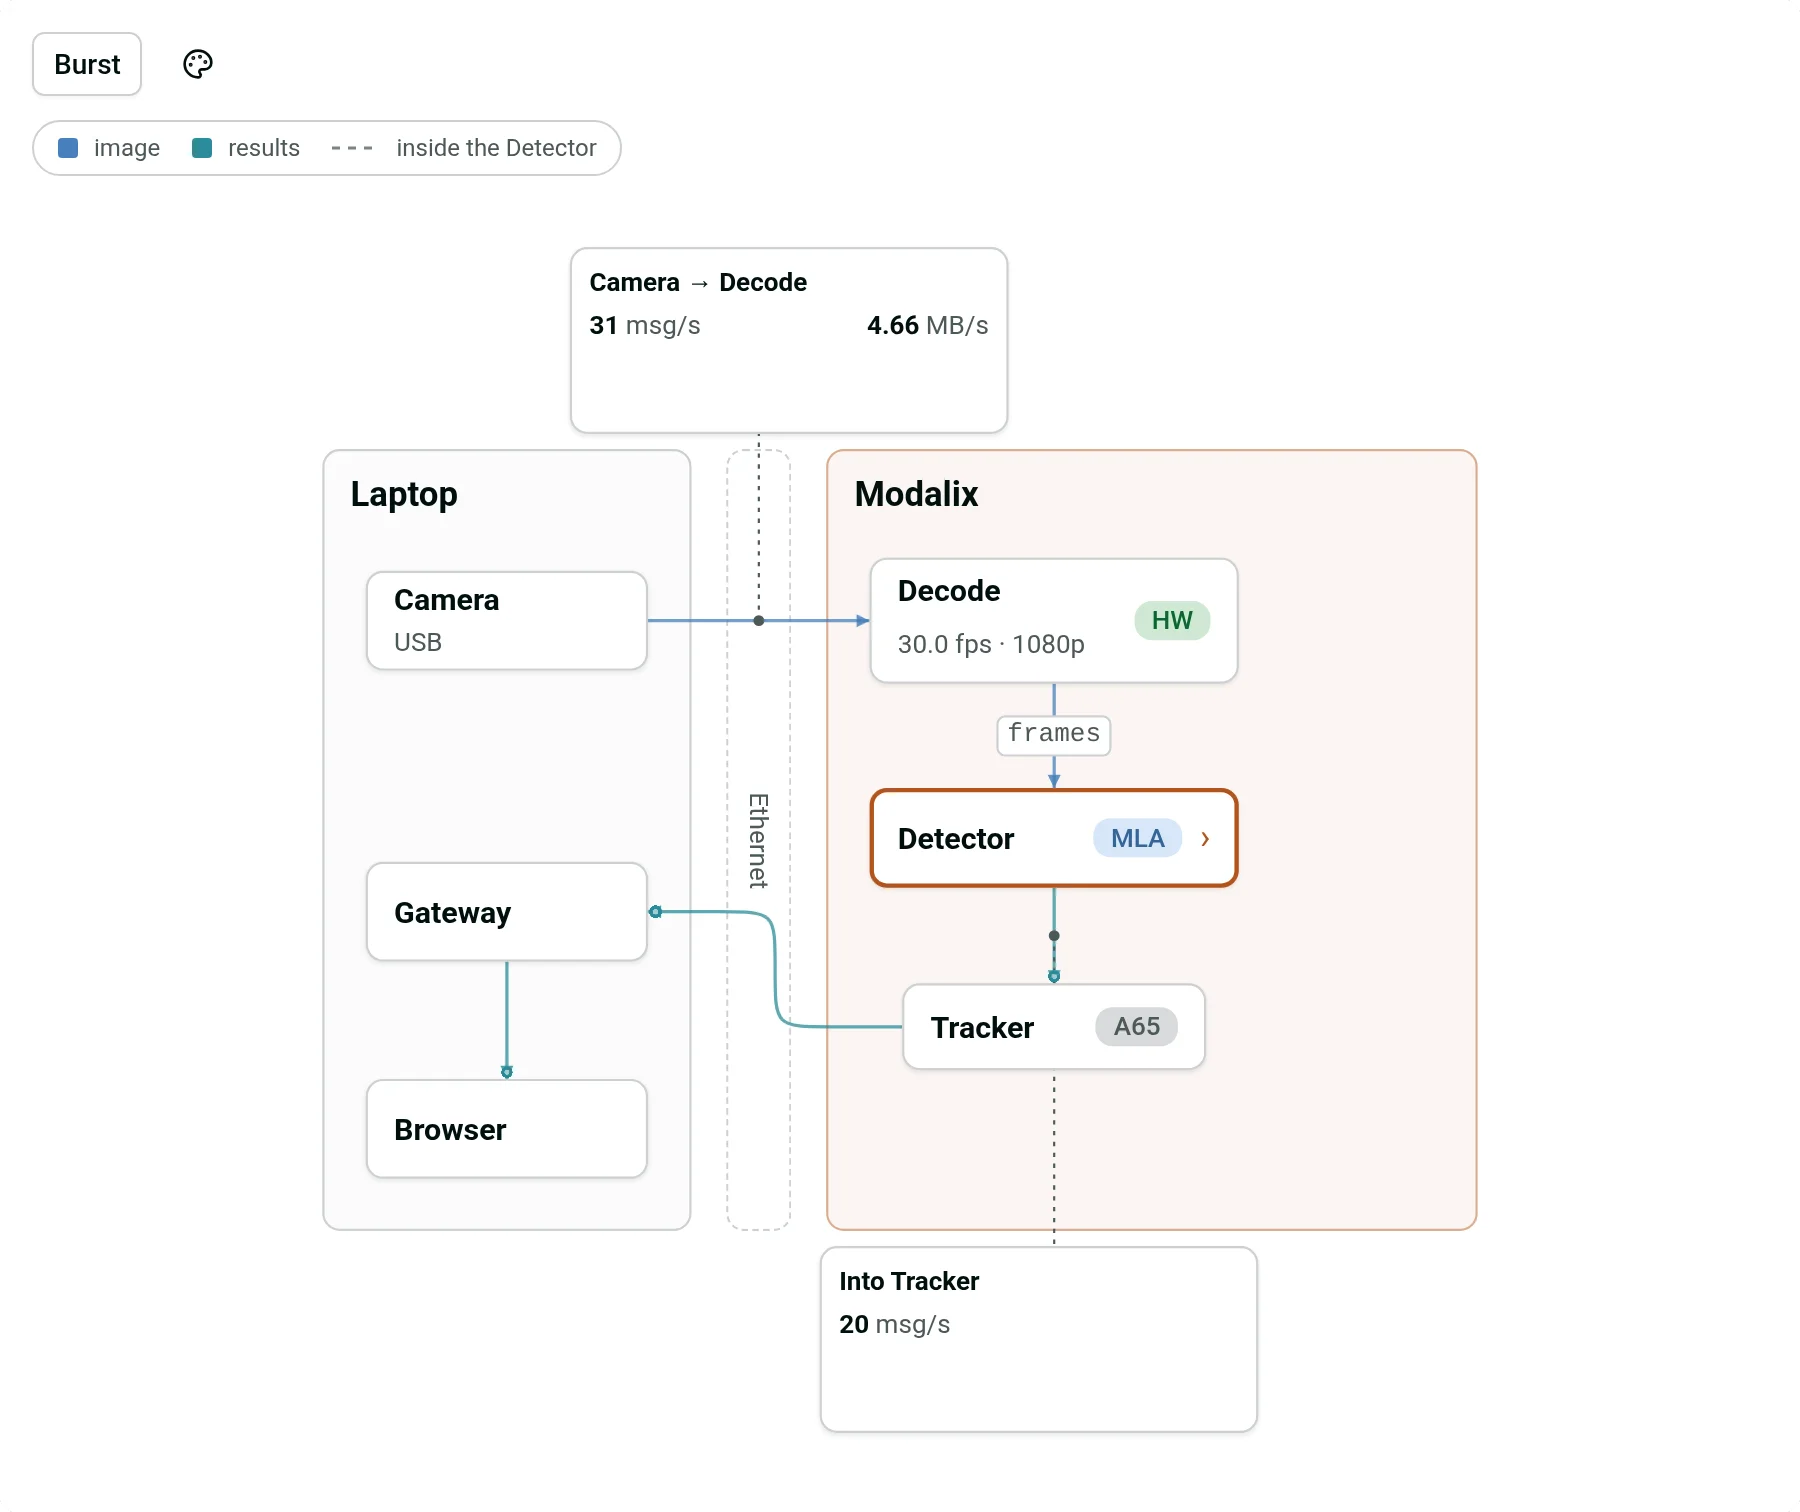 Burst
image results inside the Detector
Camera → Decode
31 msg/s 4.66 MB/s
Laptop
Modalix
Camera
USB
Decode
30.0 fps · 1080p
HW
frames
Ethernet
Detector MLA ›
Gateway
Tracker A65
Browser
Into Tracker
20 msg/s